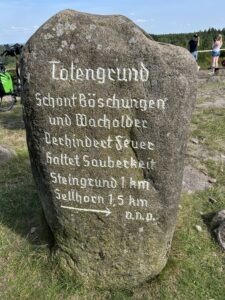 Totengrund
Schont Böschungen
und Wacholder
Verhindert Feuer
Haltet Sauberkeit
Steingrund 1 km
Sellhorn 1,5 km
v.n.p.